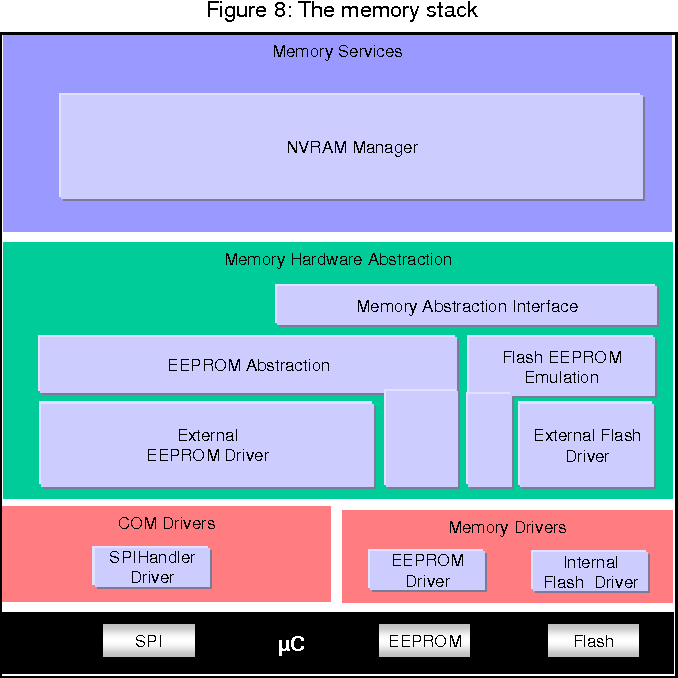 Figure 8: The memory stack
Memory Services
NVRAM Manager
Memory Hardware Abstraction
Memory Abstraction Interface
EEPROM Abstraction
Flash EEPROM
Emulation
External
EEPROM Driver
External Flash
Driver
COM Drivers
SPIHandler
Driver
Memory Drivers
EEPROM
Driver
Internal
Flash Driver
SPI
µC
EEPROM
Flash